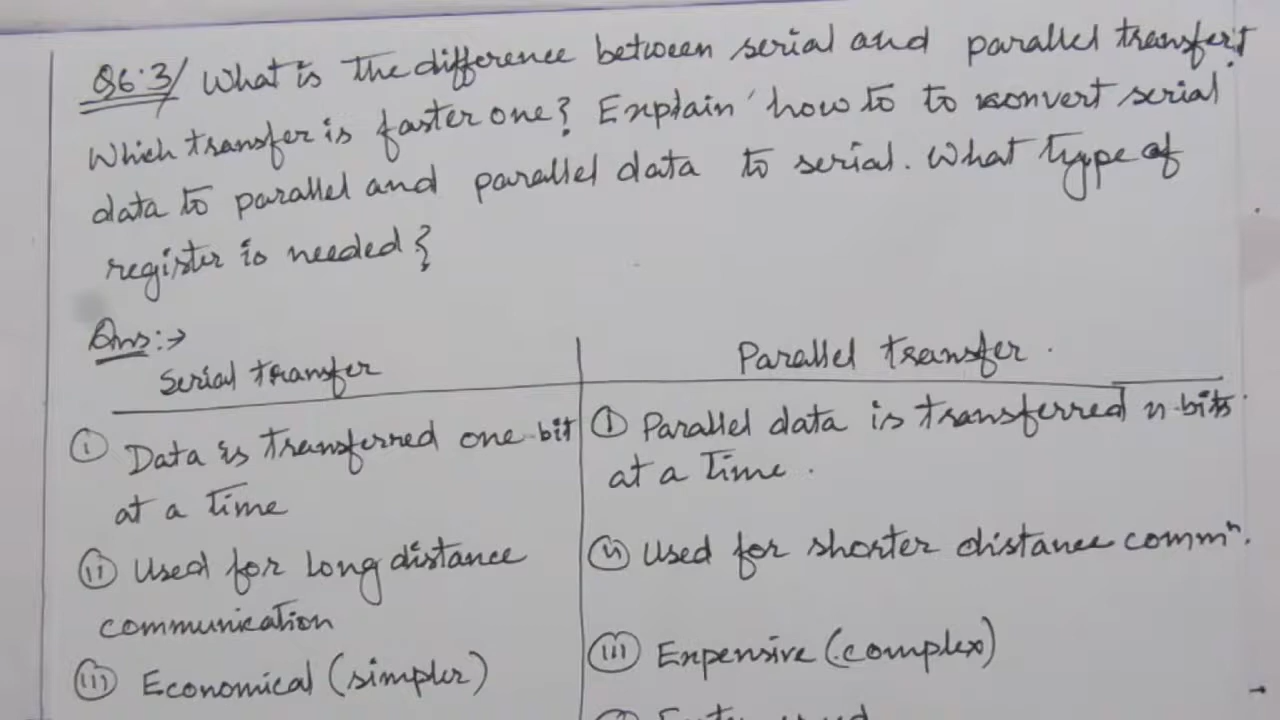 Q6.3/ What is the difference between serial and parallel transfer?
Which transfer is faster one? Explain how to to convert serial
data to parallel and parallel data to serial. What type of
register is needed?
Ans:→
Serial transfer
Parallel transfer.
(i) Data is transferred one bit
at a time
(ii) Used for long distance
communication
(iii) Economical (simpler)
(i) Parallel data is transferred n-bits
at a time.
(ii) Used for shorter distance commⁿ.
(iii) Expensive (complex)